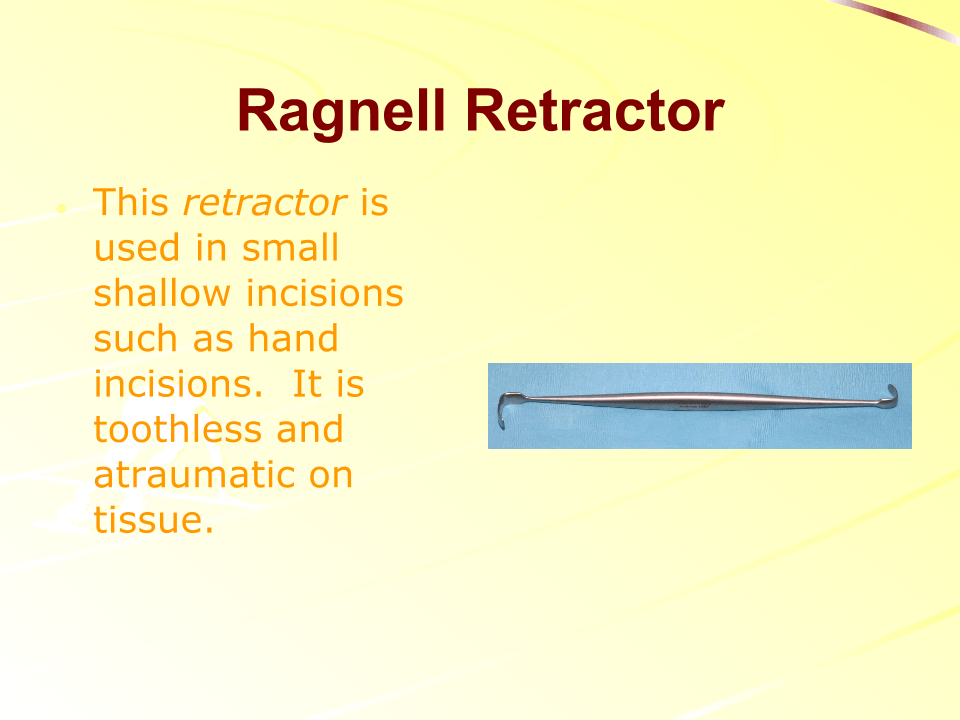 Ragnell Retractor
This retractor is
used in small
shallow incisions
such as hand
incisions.  It is
toothless and
atraumatic on
tissue.